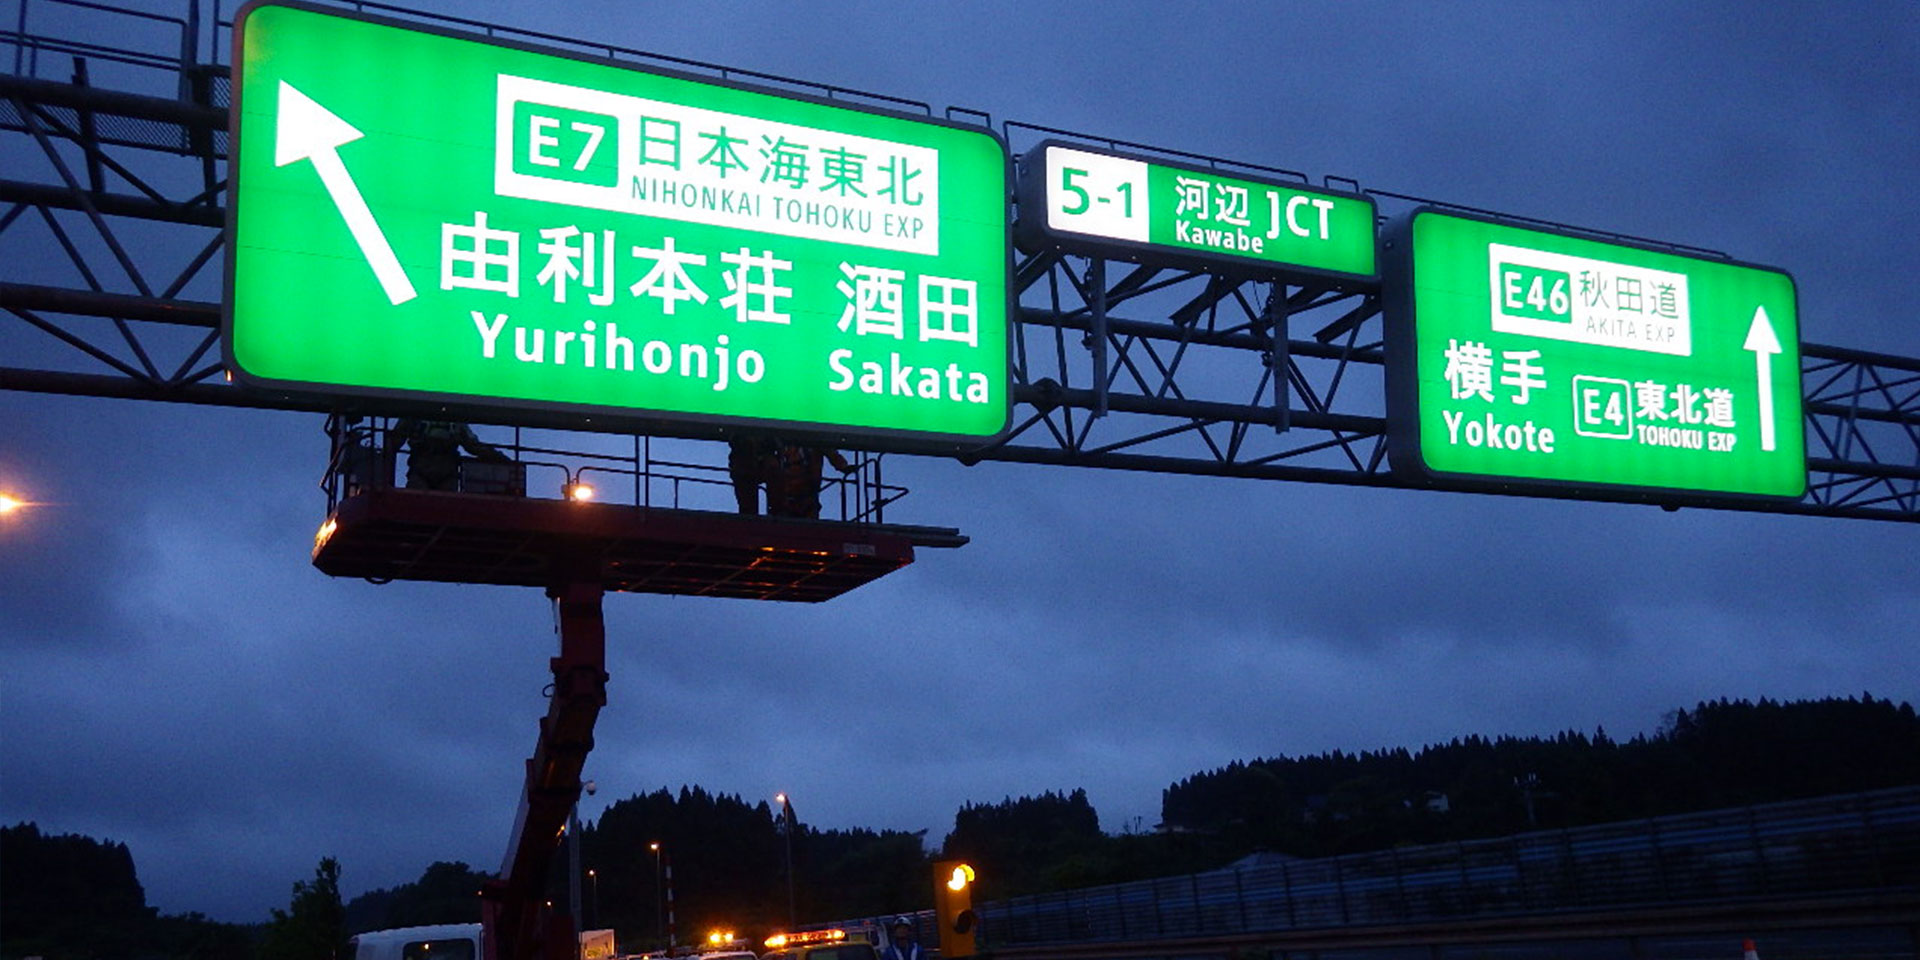 E7 日本海東北
NIHONKAI TOHOKU EXP
由利本荘 酒田
Yurihonjo Sakata
5-1 河辺 JCT
Kawabe
E46 秋田道
AKITA EXP
横手 E4 東北道
Yokote TOHOKU EXP